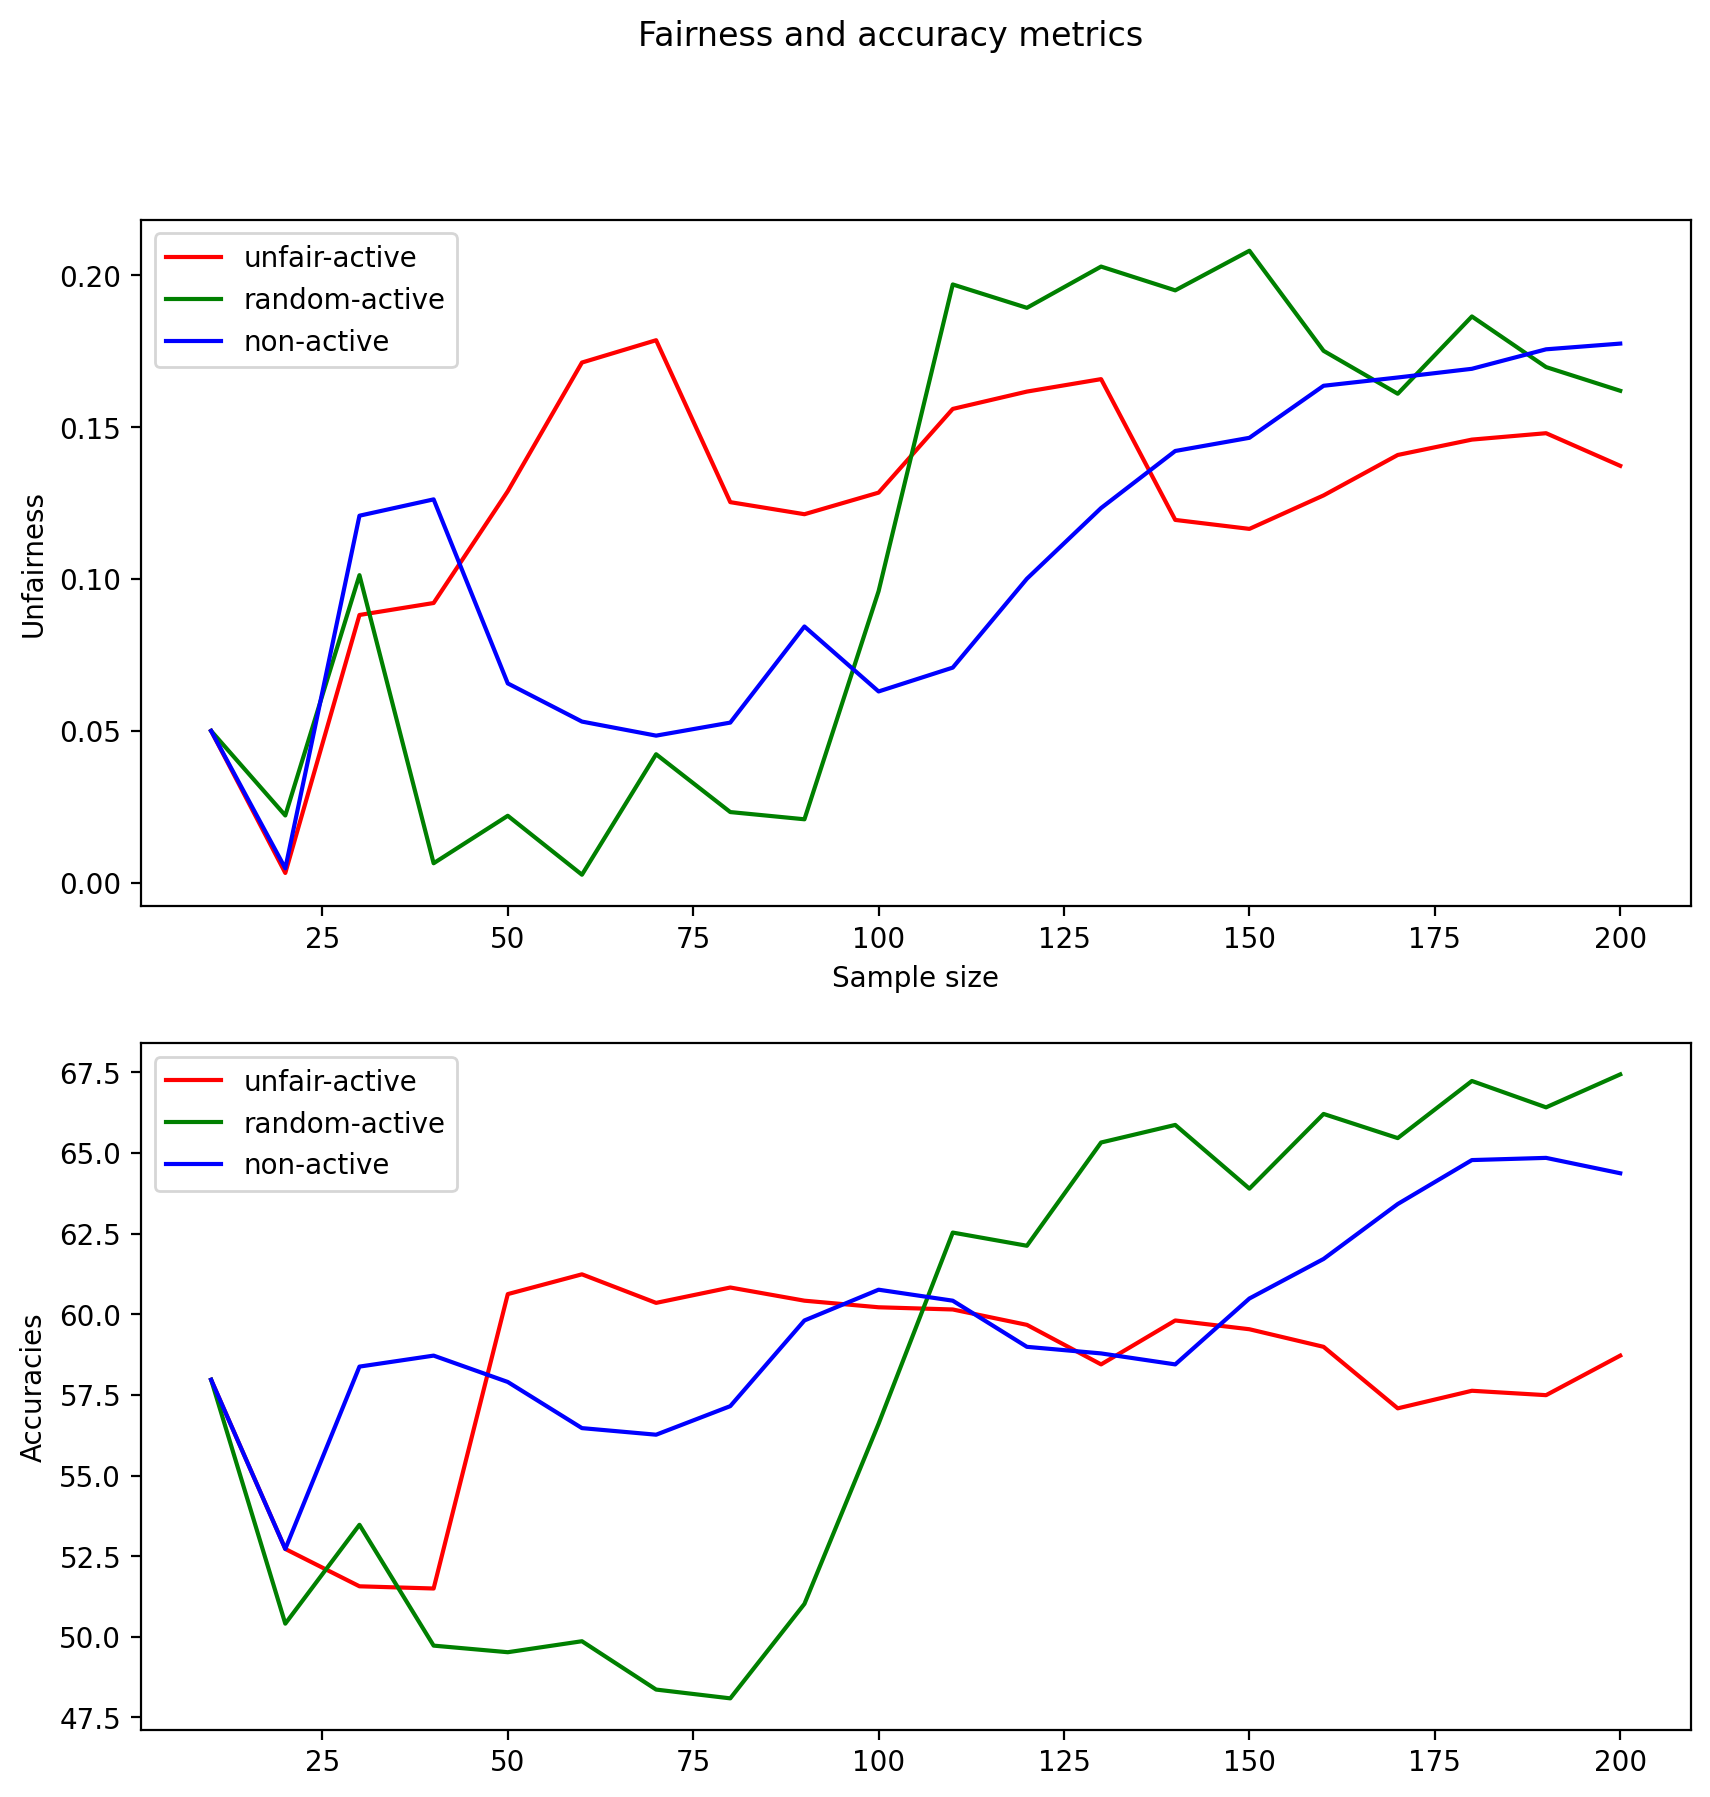 Fairness and accuracy metrics
unfair-active
random-active
non-active
0.20
0.15
0.10
0.05
0.00
Unfairness
25 50 75 100 125 150 175 200
Sample size
unfair-active
random-active
non-active
67.5
65.0
62.5
60.0
57.5
55.0
52.5
50.0
47.5
Accuracies
25 50 75 100 125 150 175 200